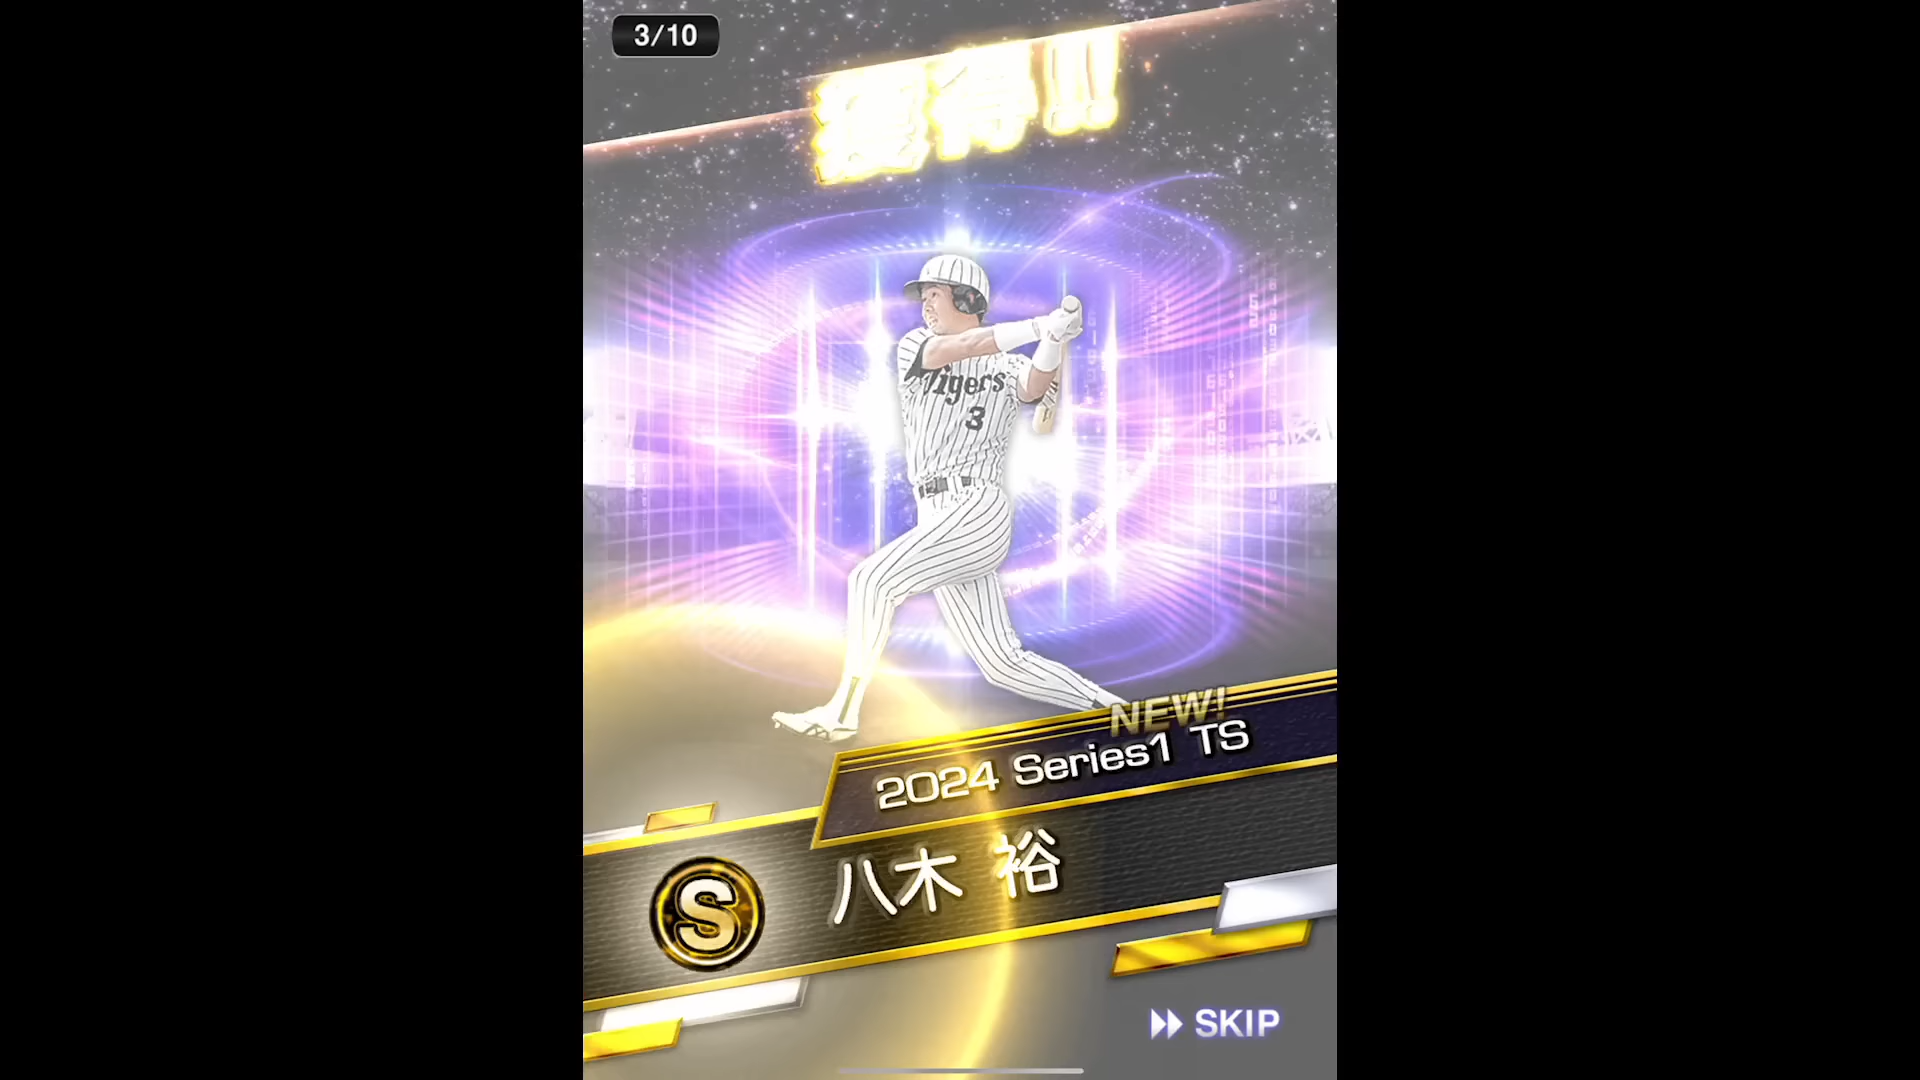 3/10
獲得!!
Tigers
3
NEW!
2024 Series1 TS
S
八木 裕
SKIP